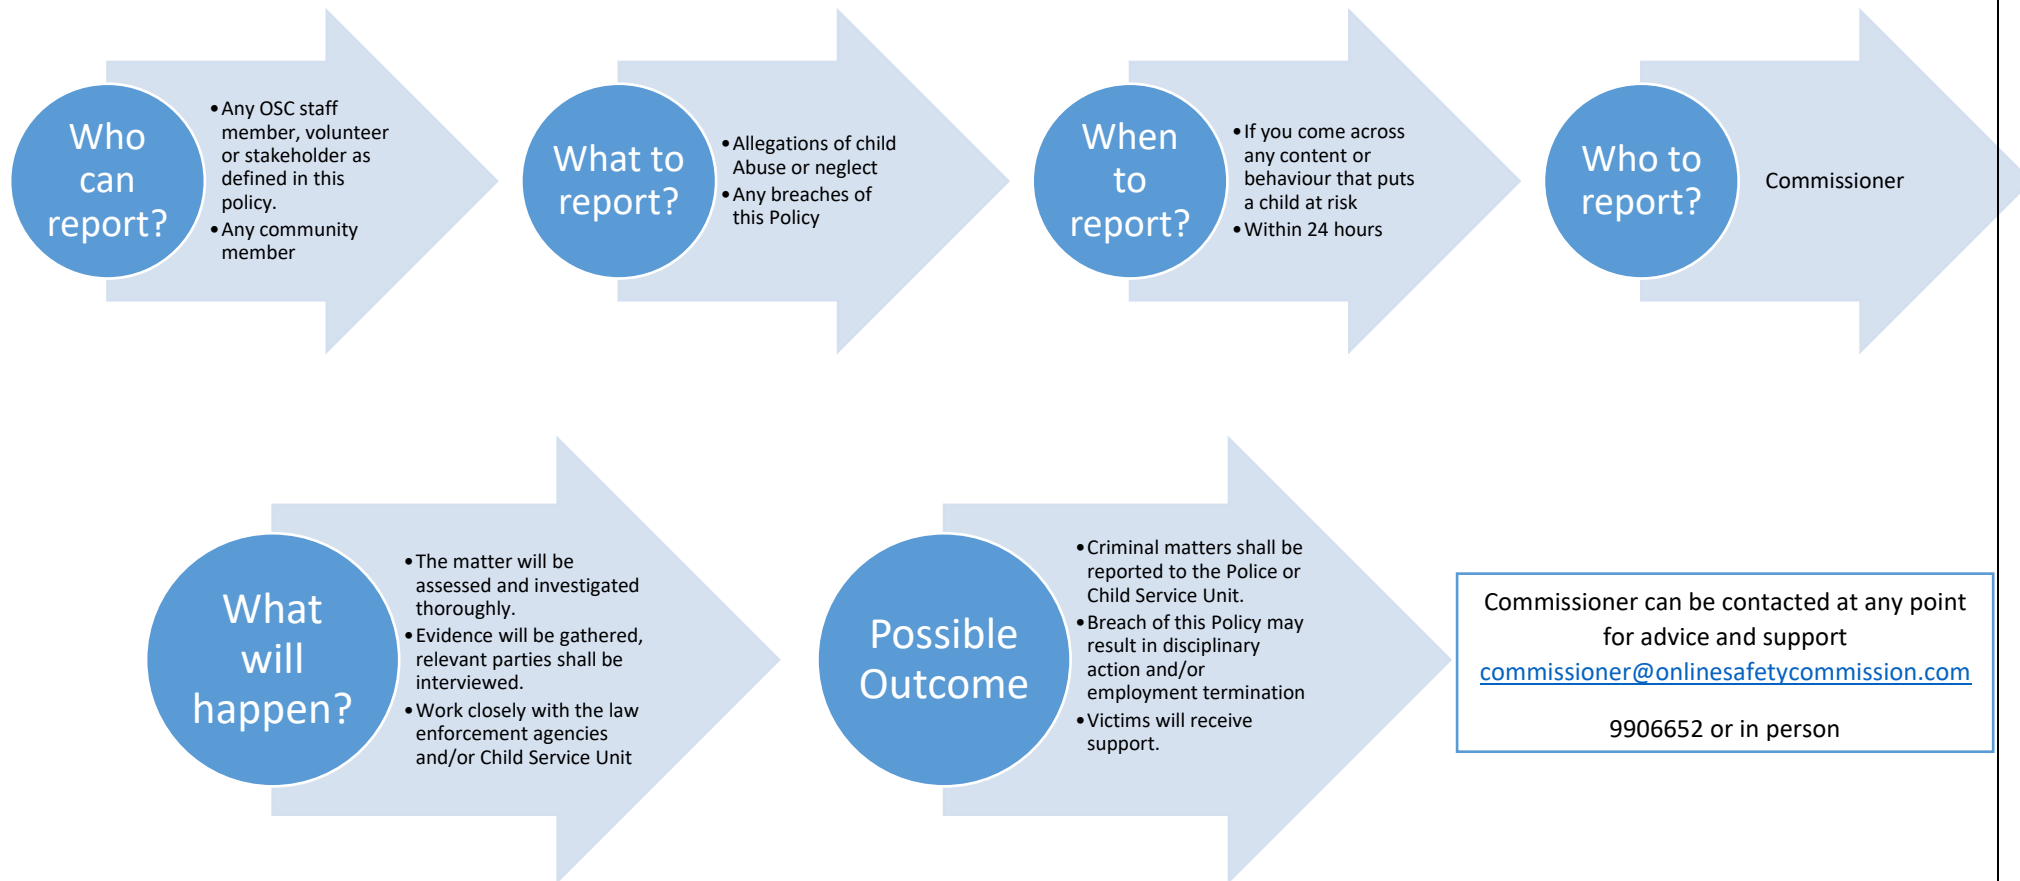 Who
can
report?
•Any OSC staff
member, volunteer
or stakeholder as
defined in this
policy.
•Any community
member
What to
report?
•Allegations of child
Abuse or neglect
•Any breaches of
this Policy
When
to
report?
•If you come across
any content or
behaviour that puts
a child at risk
•Within 24 hours
Who to
report?
Commissioner
What
will
happen?
•The matter will be
assessed and investigated
thoroughly.
•Evidence will be gathered,
relevant parties shall be
interviewed.
•Work closely with the law
enforcement agencies
and/or Child Service Unit
Possible
Outcome
•Criminal matters shall be
reported to the Police or
Child Service Unit.
•Breach of this Policy may
result in disciplinary
action and/or
employment termination
•Victims will receive
support.
Commissioner can be contacted at any point
for advice and support
commissioner@onlinesafetycommission.com
9906652 or in person